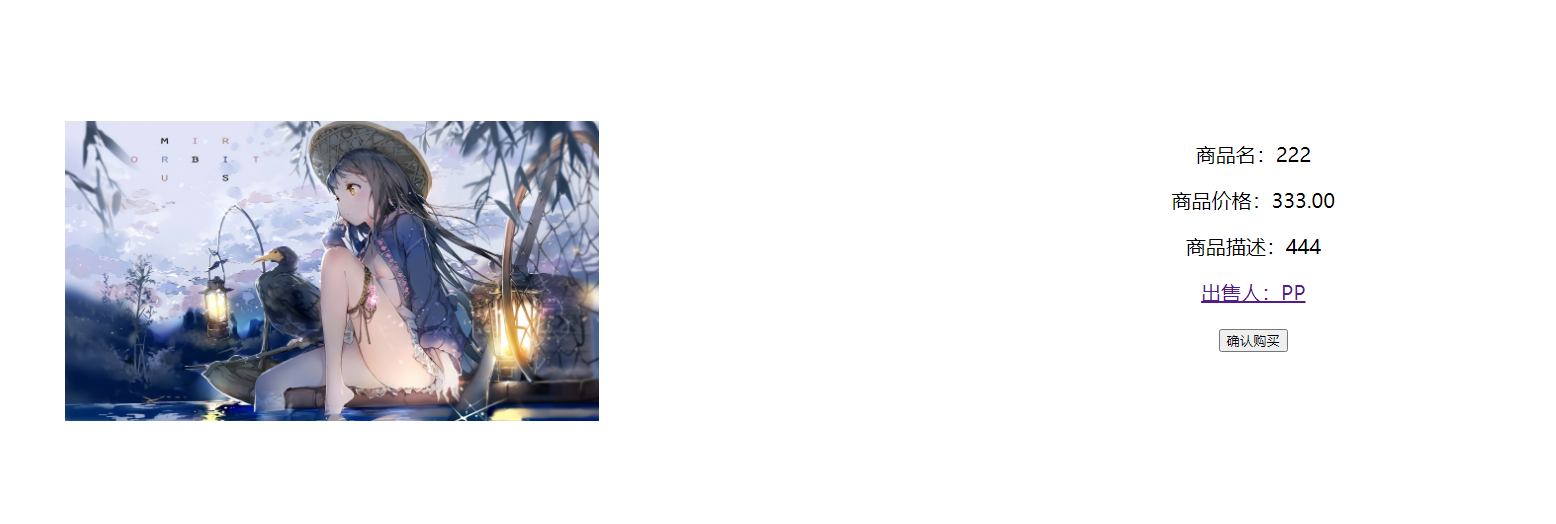 M I R
O R B I T
U S
商品名：222
商品价格：333.00
商品描述：444
出售人：PP
确认购买